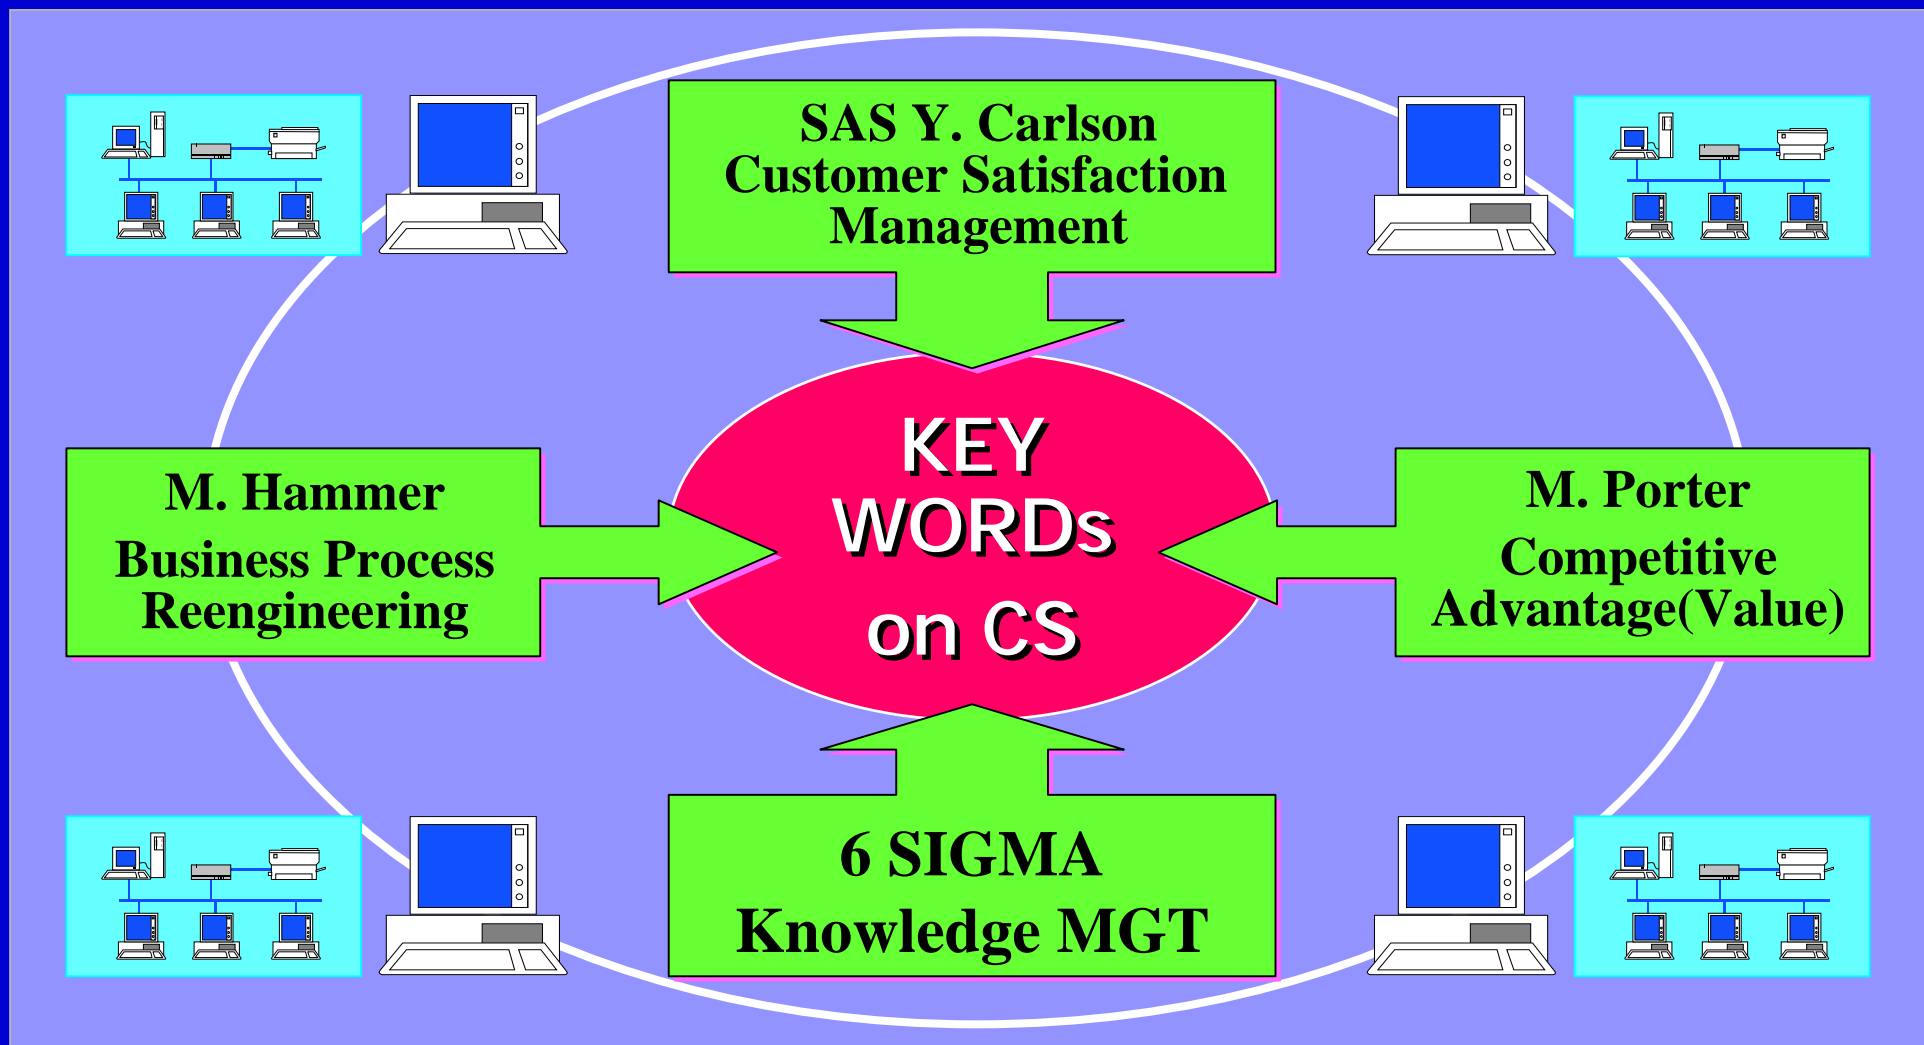 SAS Y. Carlson
Customer Satisfaction
Management
M. Hammer
Business Process
Reengineering
KEY
WORDs
on CS
M. Porter
Competitive
Advantage(Value)
6 SIGMA
Knowledge MGT